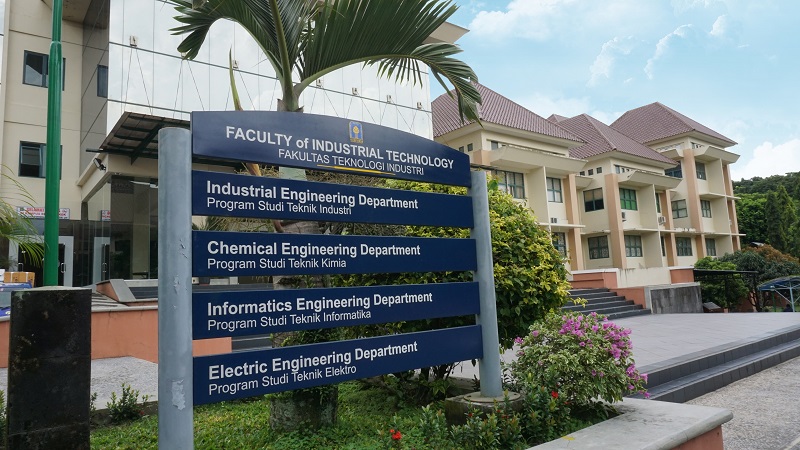 FACULTY of INDUSTRIAL TECHNOLOGY
FAKULTAS TEKNOLOGI INDUSTRI
Industrial Engineering Department
Program Studi Teknik Industri
Chemical Engineering Department
Program Studi Teknik Kimia
Informatics Engineering Department
Program Studi Teknik Informatika
Electric Engineering Department
Program Studi Teknik Elektro